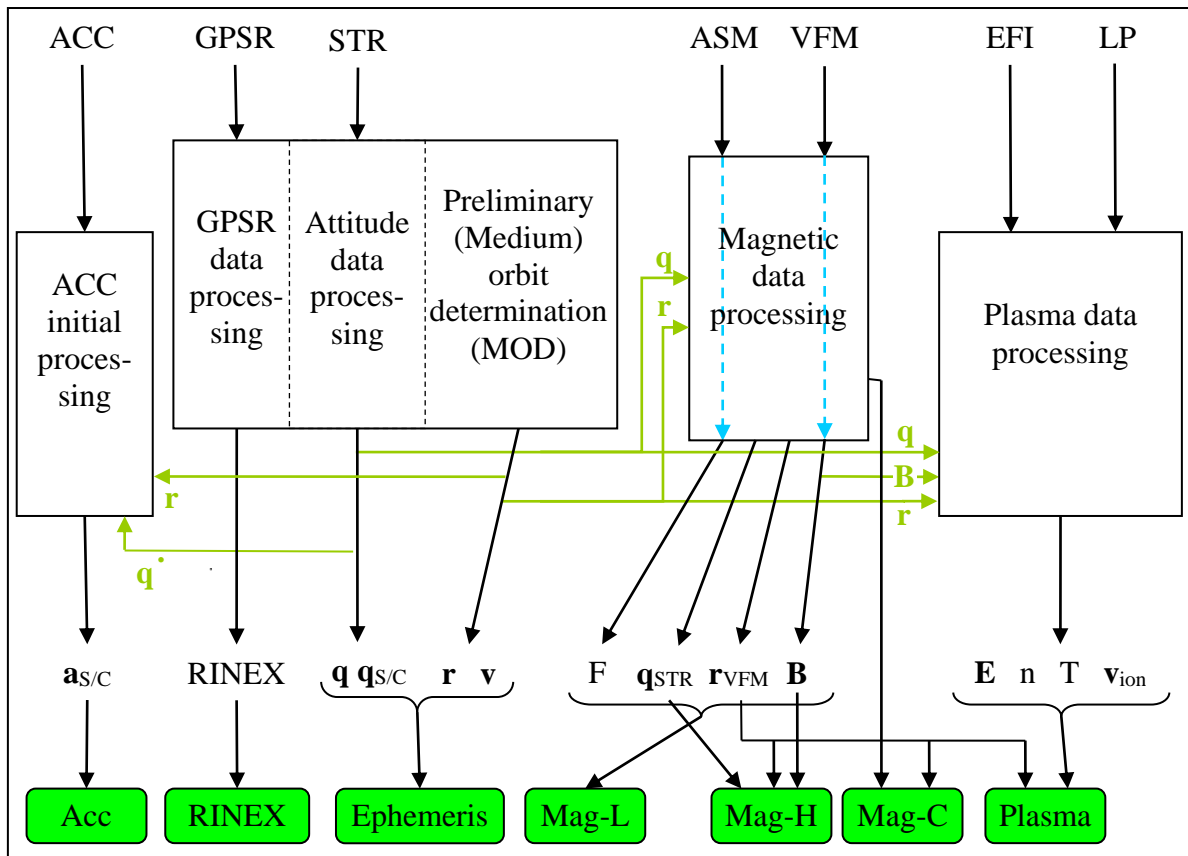 ACC GPSR STR ASM VFM EFI LP
ACC
initial
proces-
sing
GPSR
data
proces-
sing
Attitude
data
proces-
sing
Preliminary
(Medium)
orbit
determination
(MOD)
Magnetic
data
processing
Plasma data
processing
q
r
q
B
r
r
q
aS/C RINEX q qS/C r v F qSTR rVFM B E n T vion
Acc RINEX Ephemeris Mag-L Mag-H Mag-C Plasma